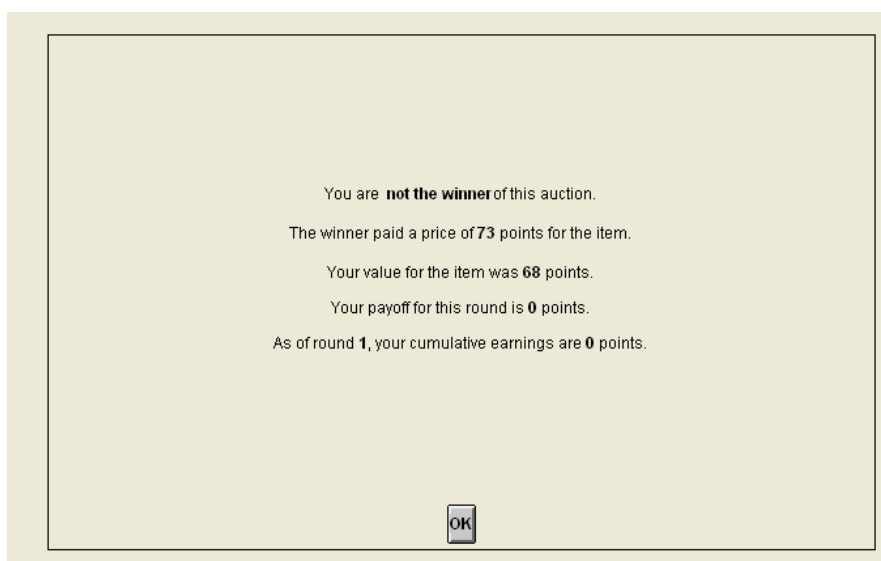 You are not the winner of this auction.
The winner paid a price of 73 points for the item.
Your value for the item was 68 points.
Your payoff for this round is 0 points.
As of round 1, your cumulative earnings are 0 points.
OK